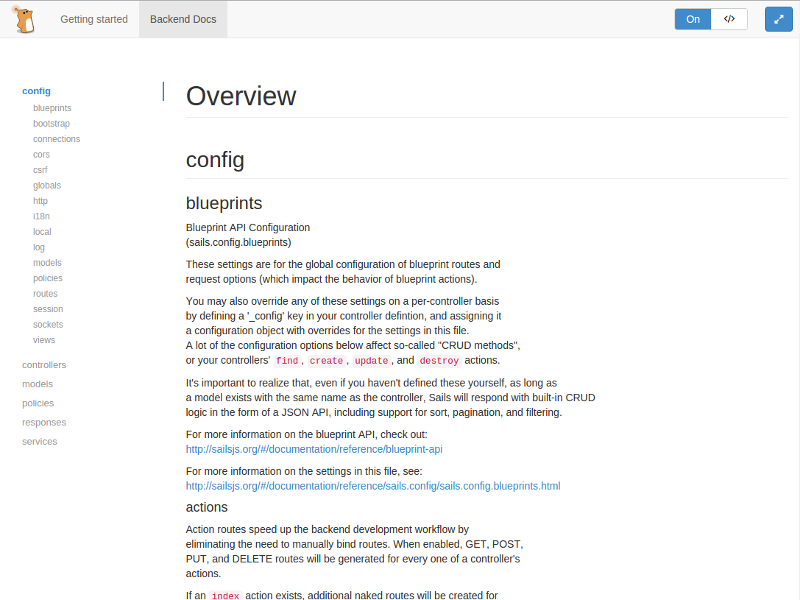 Getting started
Backend Docs
On
</>
config
blueprints
bootstrap
connections
cors
csrf
globals
http
i18n
local
log
models
policies
routes
session
sockets
views
controllers
models
policies
responses
services
Overview
config
blueprints
Blueprint API Configuration
(sails.config.blueprints)
These settings are for the global configuration of blueprint routes and
request options (which impact the behavior of blueprint actions).
You may also override any of these settings on a per-controller basis
by defining a '_config' key in your controller defintion, and assigning it
a configuration object with overrides for the settings in this file.
A lot of the configuration options below affect so-called "CRUD methods",
or your controllers' find, create, update, and destroy actions.
It's important to realize that, even if you haven't defined these yourself, as long as
a model exists with the same name as the controller, Sails will respond with built-in CRUD
logic in the form of a JSON API, including support for sort, pagination, and filtering.
For more information on the blueprint API, check out:
http://sailsjs.org/#/documentation/reference/blueprint-api
For more information on the settings in this file, see:
http://sailsjs.org/#/documentation/reference/sails.config/sails.config.blueprints.html
actions
Action routes speed up the backend development workflow by
eliminating the need to manually bind routes. When enabled, GET, POST,
PUT, and DELETE routes will be generated for every one of a controller's
actions.
If an index action exists, additional naked routes will be created for